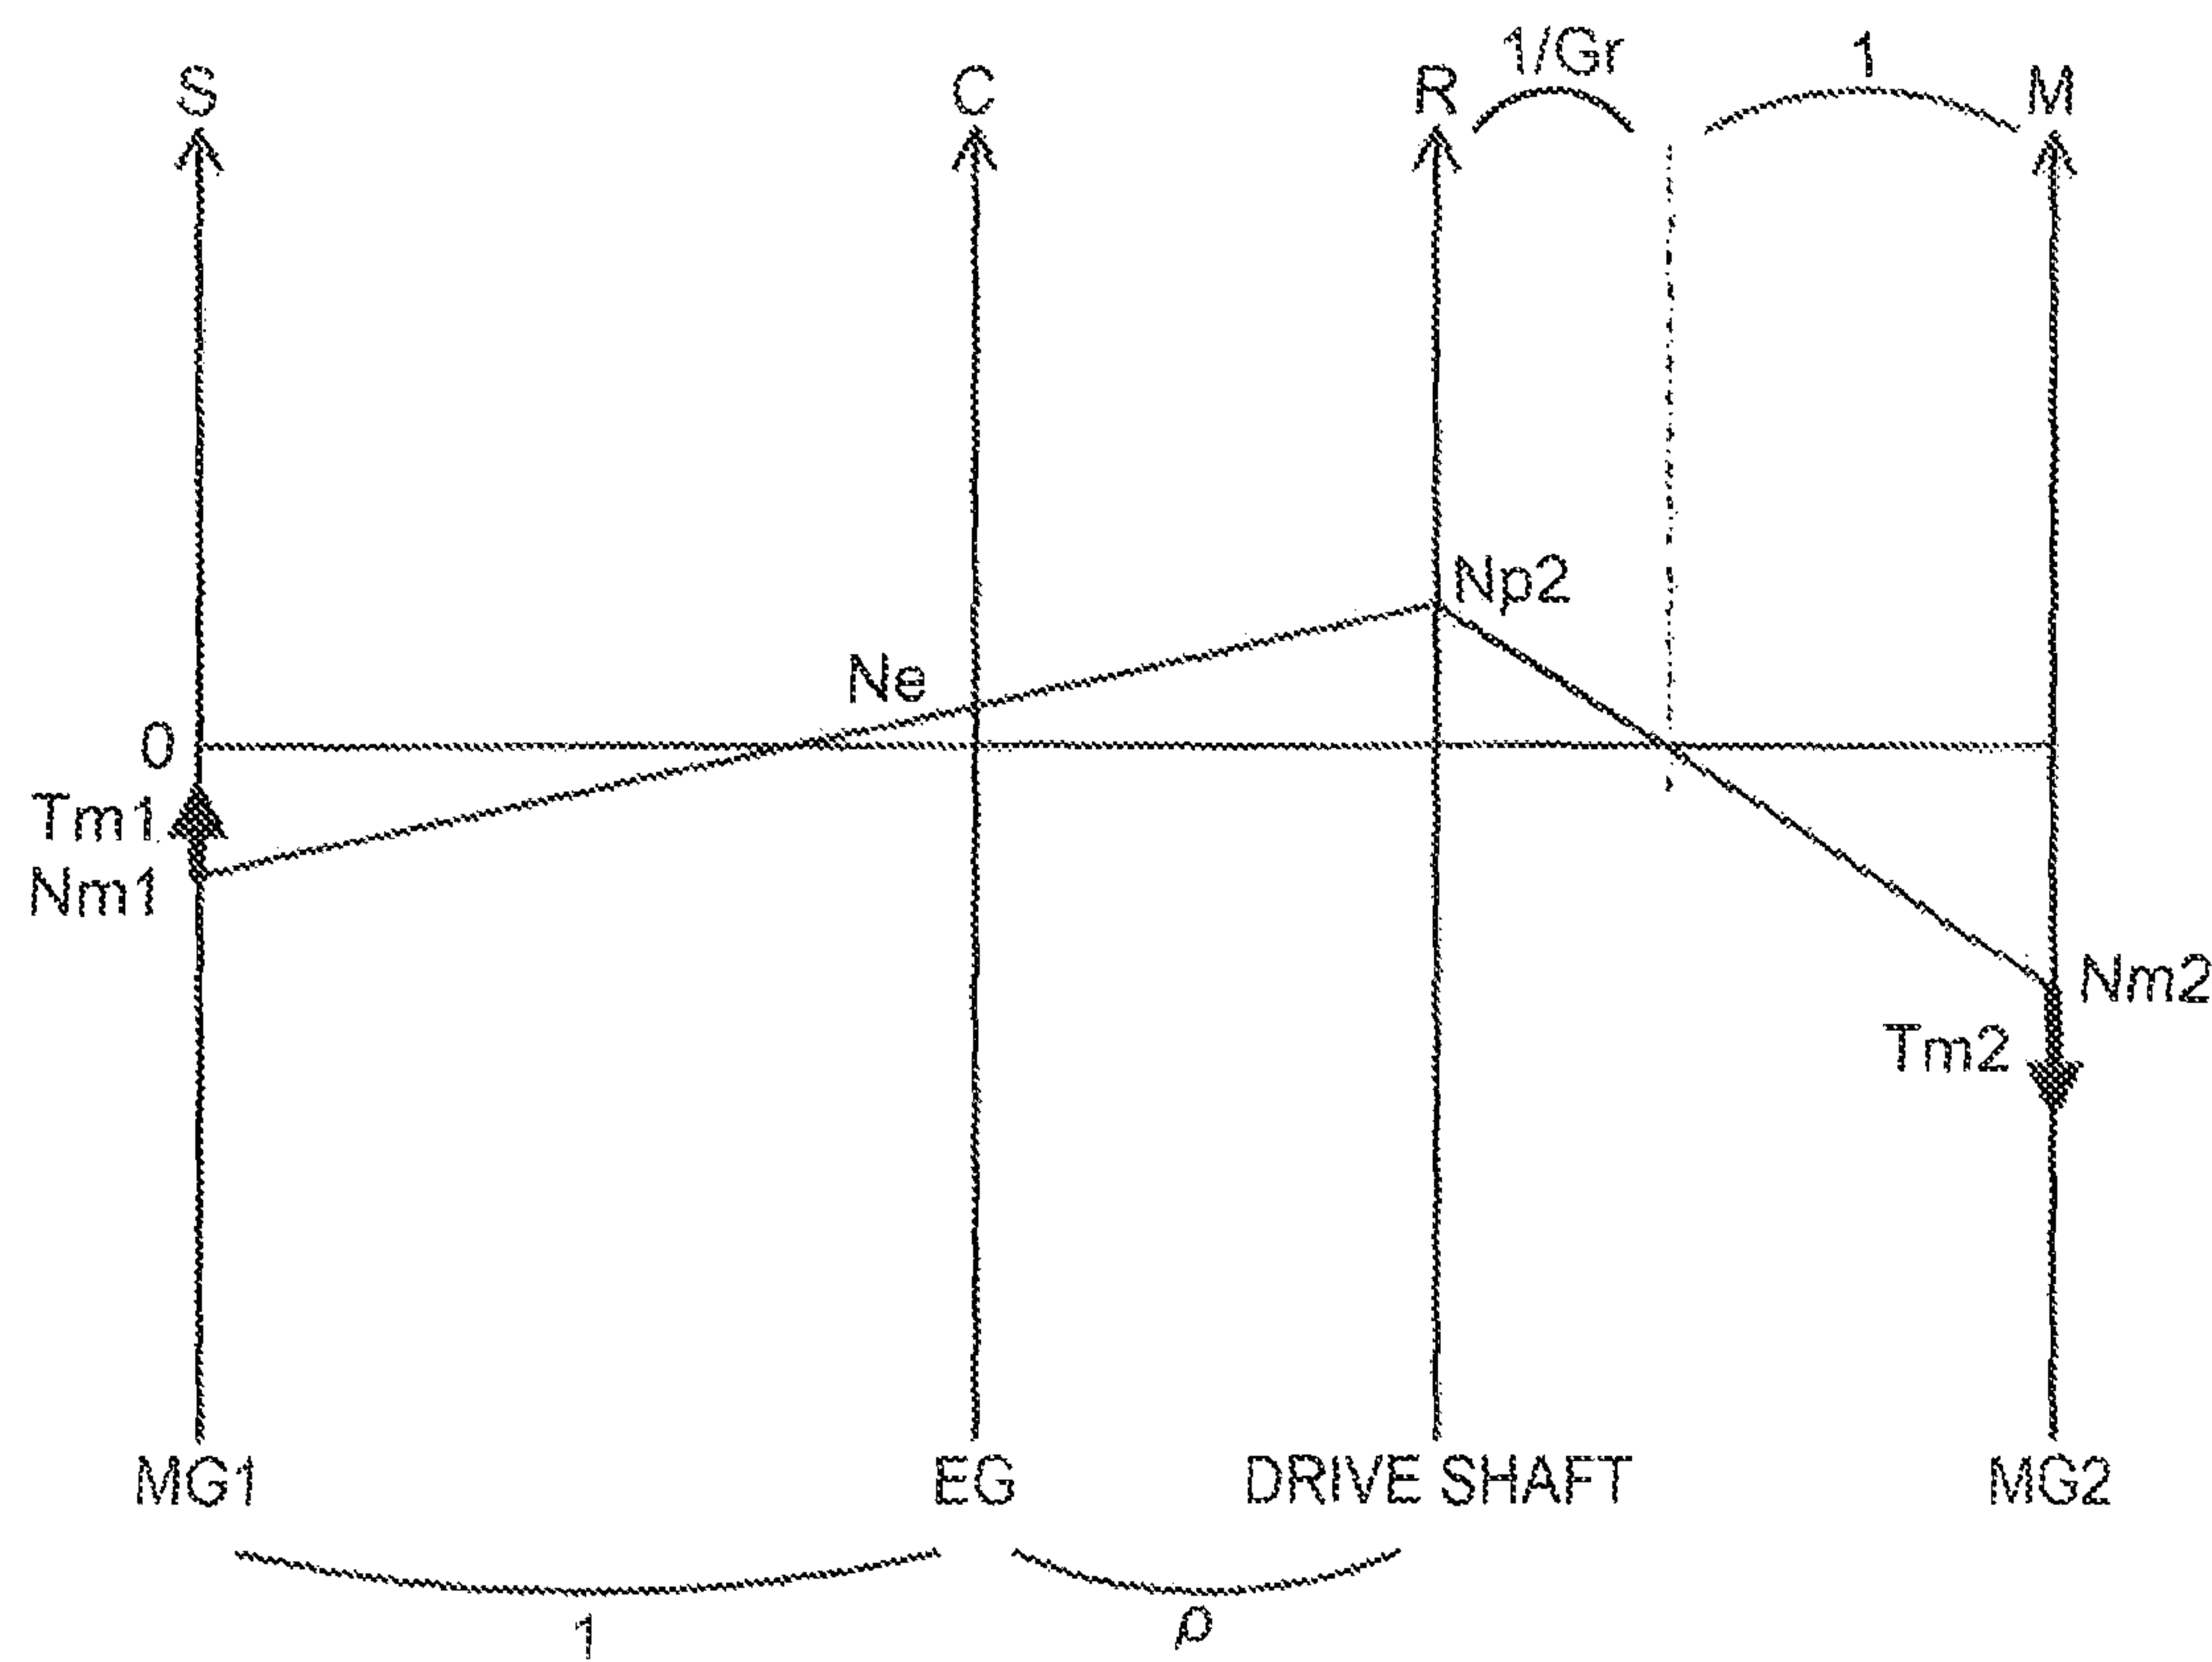 S
C
R
1/Gr
1
M
Np2
Ne
0
Tm1
Nm1
Nm2
Tm2
MG1
EG
DRIVE SHAFT
MG2
1
ρ